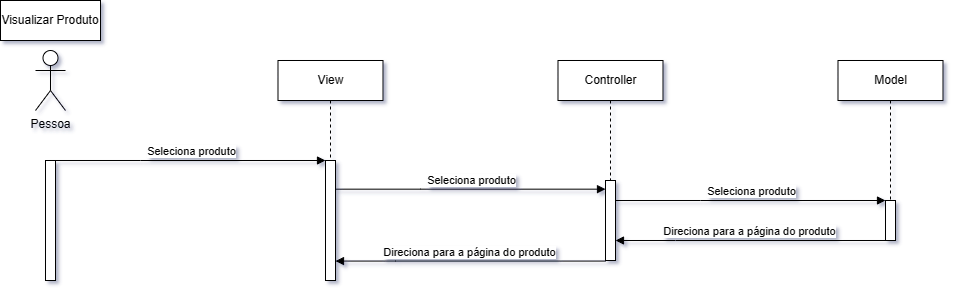 Visualizar Produto
Pessoa
View
Controller
Model
Seleciona produto
Seleciona produto
Seleciona produto
Direciona para a página do produto
Direciona para a página do produto